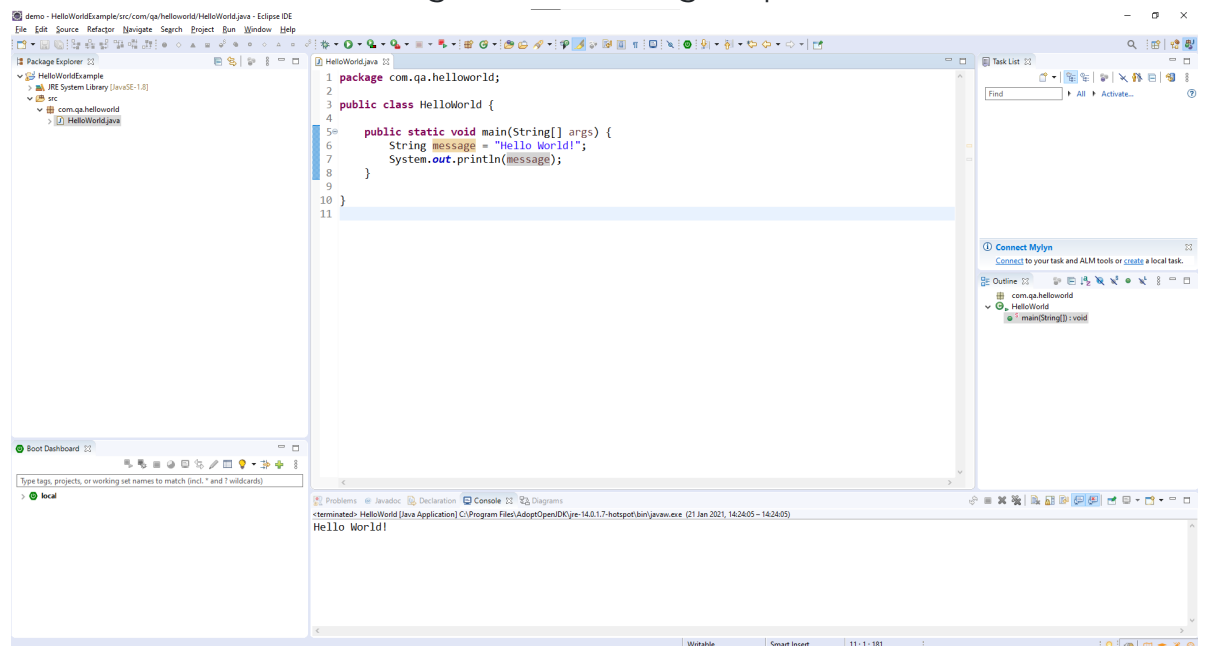 demo - HelloWorldExample/src/com/qa/helloworld/HelloWorld.java - Eclipse IDE
File Edit Source Refactor Navigate Search Project Run Window Help
Package Explorer
HelloWorldExample
JRE System Library [JavaSE-1.8]
src
com.qa.helloworld
HelloWorld.java
HelloWorld.java
1 package com.qa.helloworld;
2
3 public class HelloWorld {
4
5 public static void main(String[] args) {
6 String message = "Hello World!";
7 System.out.println(message);
8 }
9
10 }
11
Task List
Find All Activate...
Connect Mylyn
Connect to your task and ALM tools or create a local task.
Outline
com.qa.helloworld
HelloWorld
main(String[]) : void
Boot Dashboard
Type tags, projects, or working set names to match (incl. * and ? wildcards)
local
Problems Javadoc Declaration Console Diagrams
<terminated> HelloWorld [Java Application] C:\Program Files\AdoptOpenJDK\jre-14.0.1.7-hotspot\bin\javaw.exe (21 Jan 2021, 14:24:05 – 14:24:05)
Hello World!
Writable Smart Insert 11 : 1 : 181